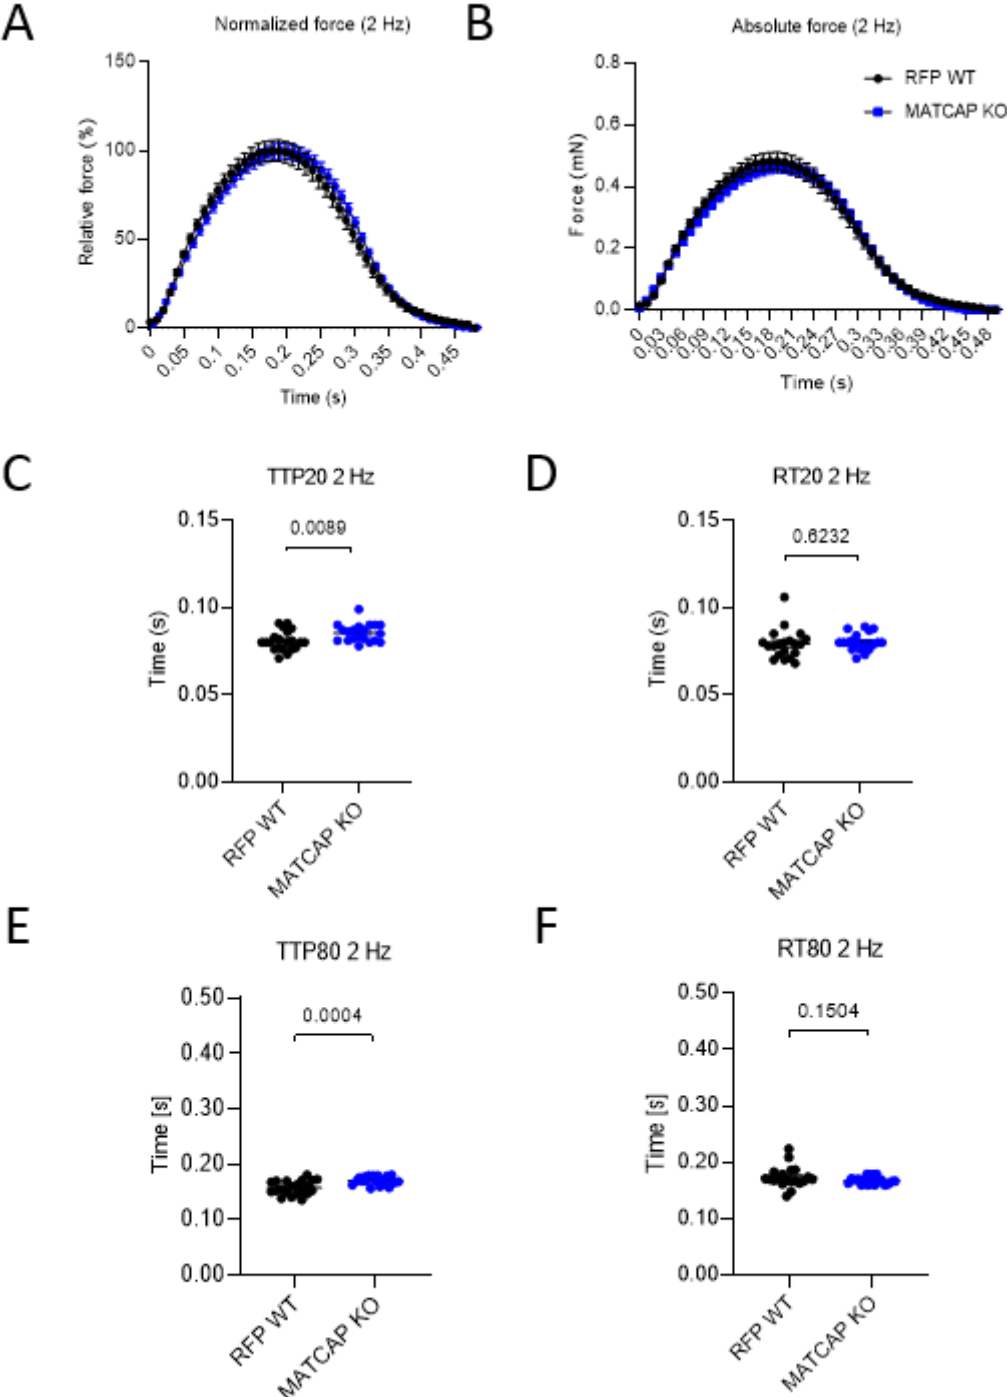 A
Normalized force (2 Hz)
150
100
50
0
Relative force (%)
0
0.05
0.1
0.15
0.2
0.25
0.3
0.35
0.4
0.45
Time (s)
B
Absolute force (2 Hz)
RFP WT
MATCAP KO
0.8
0.6
0.4
0.2
0.0
Force (mN)
0
0.03
0.06
0.09
0.12
0.15
0.18
0.21
0.24
0.27
0.3
0.33
0.36
0.39
0.42
0.45
0.48
Time (s)
C
TTP20 2 Hz
0.0089
0.15
0.10
0.05
0.00
Time (s)
RFP WT
MATCAP KO
D
RT20 2 Hz
0.6232
0.15
0.10
0.05
0.00
Time (s)
RFP WT
MATCAP KO
E
TTP80 2 Hz
0.0004
0.50
0.40
0.30
0.20
0.10
0.00
Time [s]
RFP WT
MATCAP KO
F
RT80 2 Hz
0.1504
0.50
0.40
0.30
0.20
0.10
0.00
Time [s]
RFP WT
MATCAP KO